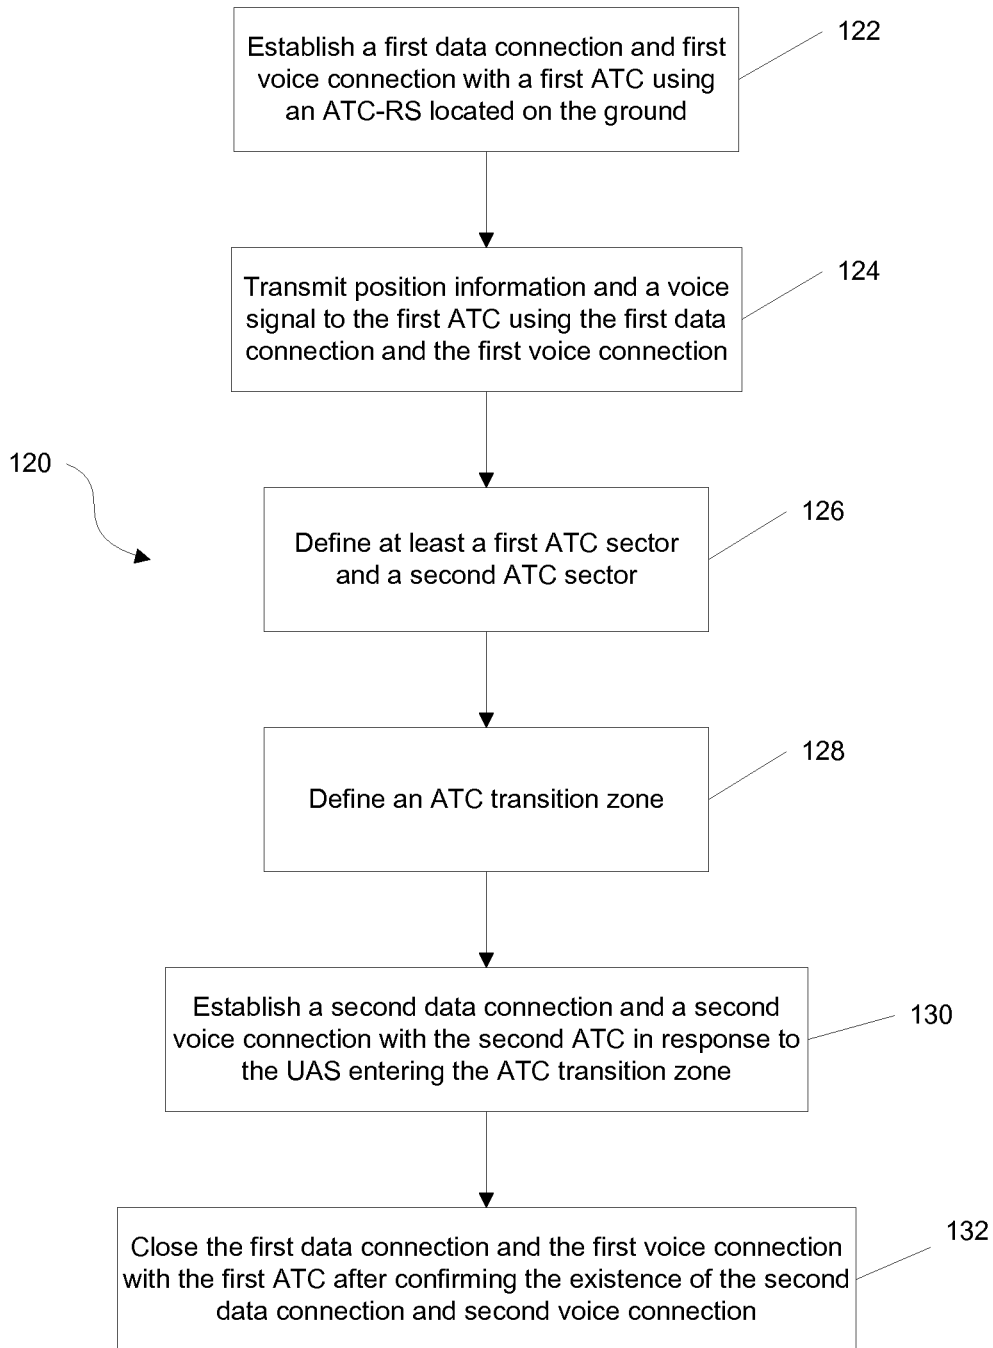 Establish a first data connection and first
voice connection with a first ATC using
an ATC-RS located on the ground
122
Transmit position information and a voice
signal to the first ATC using the first data
connection and the first voice connection
124
120
Define at least a first ATC sector
and a second ATC sector
126
Define an ATC transition zone
128
Establish a second data connection and a second
voice connection with the second ATC in response to
the UAS entering the ATC transition zone
130
Close the first data connection and the first voice connection
with the first ATC after confirming the existence of the second
data connection and second voice connection
132